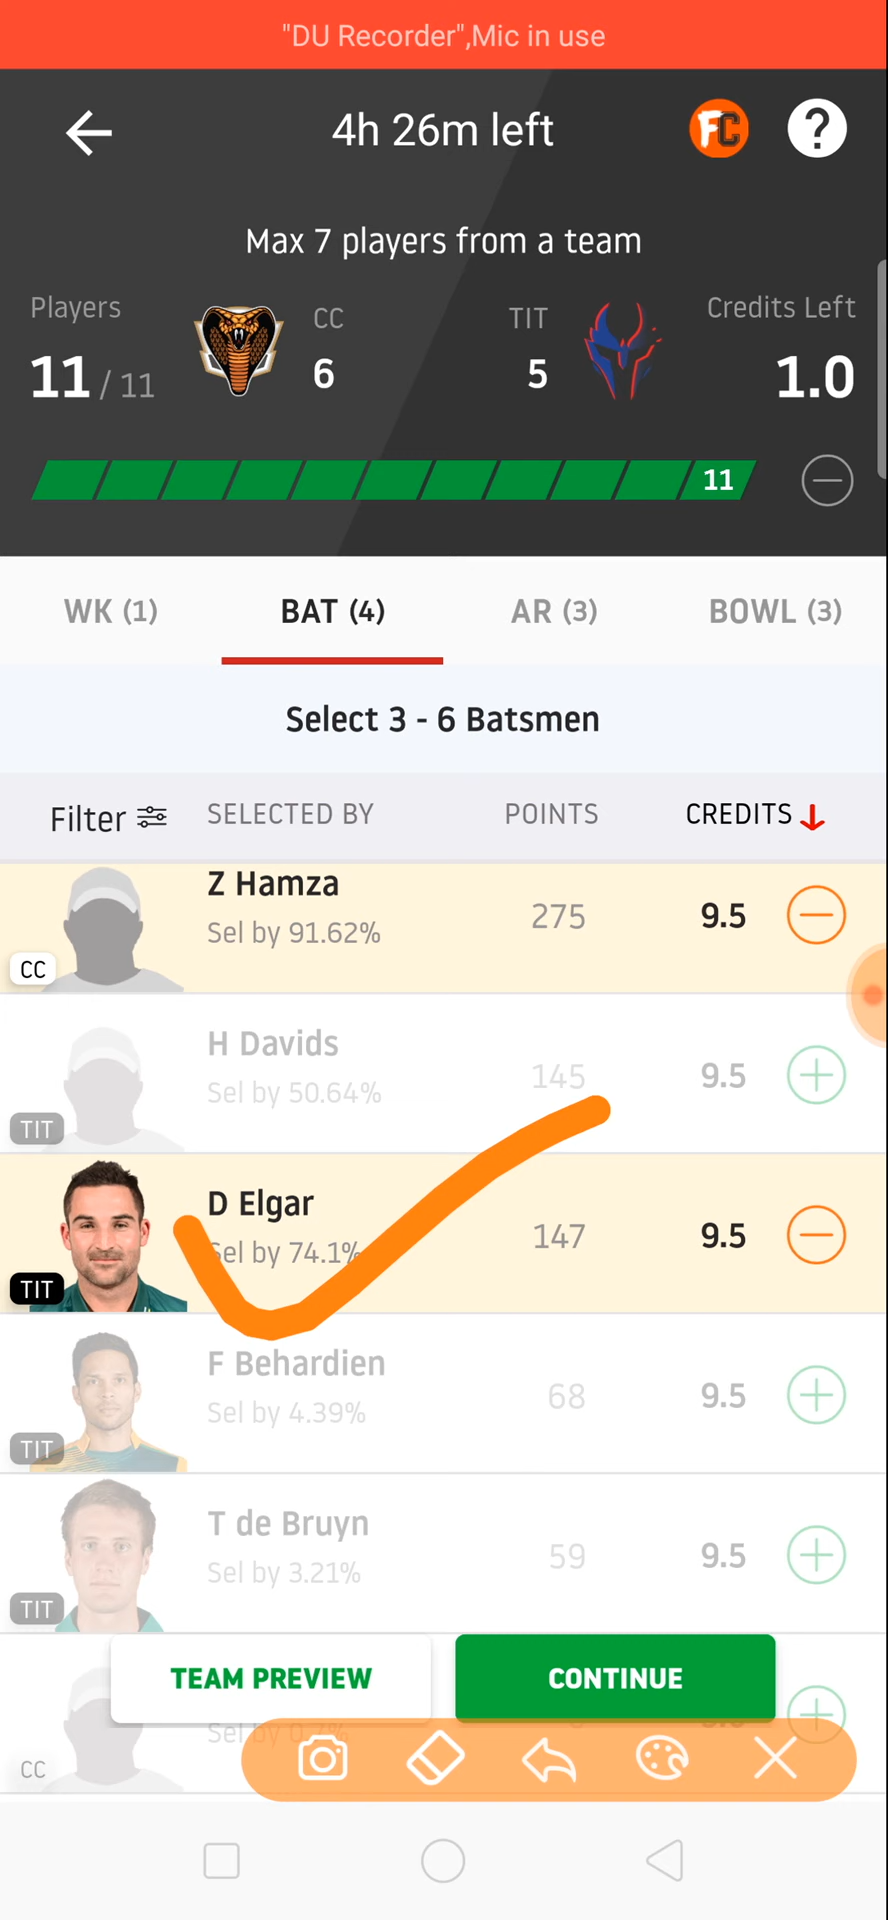 "DU Recorder",Mic in use
4h 26m left
FC
?
Max 7 players from a team
Players
CC
TIT
Credits Left
11 / 11
6
5
1.0
11
WK (1)
BAT (4)
AR (3)
BOWL (3)
Select 3 - 6 Batsmen
Filter
SELECTED BY
POINTS
CREDITS
Z Hamza
Sel by 91.62%
275
9.5
CC
H Davids
Sel by 50.64%
145
9.5
TIT
D Elgar
Sel by 74.1%
147
9.5
TIT
F Behardien
Sel by 4.39%
68
9.5
TIT
T de Bruyn
Sel by 3.21%
59
9.5
TIT
TEAM PREVIEW
CONTINUE
Sel by
CC